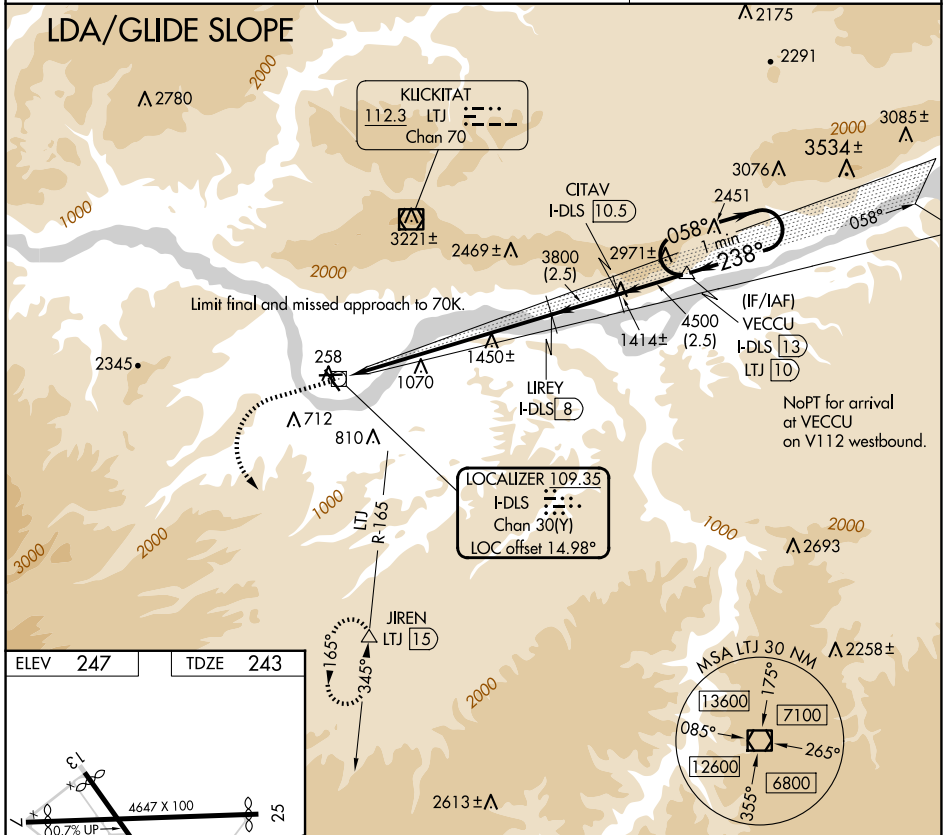 LDA/GLIDE SLOPE
2175
2291
2000
2780
KLICKITAT
112.3 LTJ
Chan 70
3085±
2000
3534±
3076
CITAV
I-DLS 10.5
2451
1000
058°
1 min
238°
058°
3221±
2469±
2971±
3800
(2.5)
2000
Limit final and missed approach to 70K.
(IF/IAF)
VECCU
I-DLS 13
LTJ 10
4500
(2.5)
1414±
1450±
2345
258
1070
LIREY
I-DLS 8
NoPT for arrival
at VECCU
on V112 westbound.
712
810
LOCALIZER 109.35
I-DLS
Chan 30(Y)
LOC offset 14.98°
1000
LTJ
R-165
1000
2000
2693
3000
2000
JIREN
LTJ 15
165°
345°
2000
2258±
MSA LTJ 30 NM
13600
175°
7100
085°
265°
12600
6800
355°
2613±
ELEV 247
TDZE 243
13
4647 X 100
7
25
0.7% UP